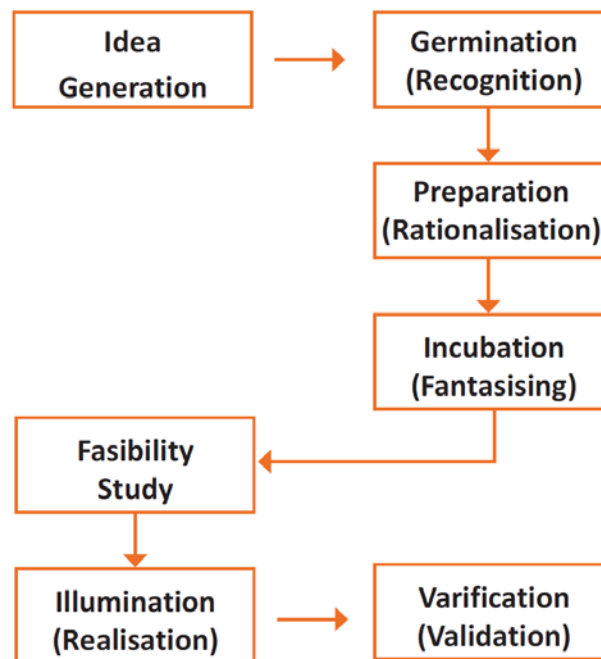 Idea
Generation
Germination
(Recognition)
Preparation
(Rationalisation)
Incubation
(Fantasising)
Fasibility
Study
Illumination
(Realisation)
Varification
(Validation)